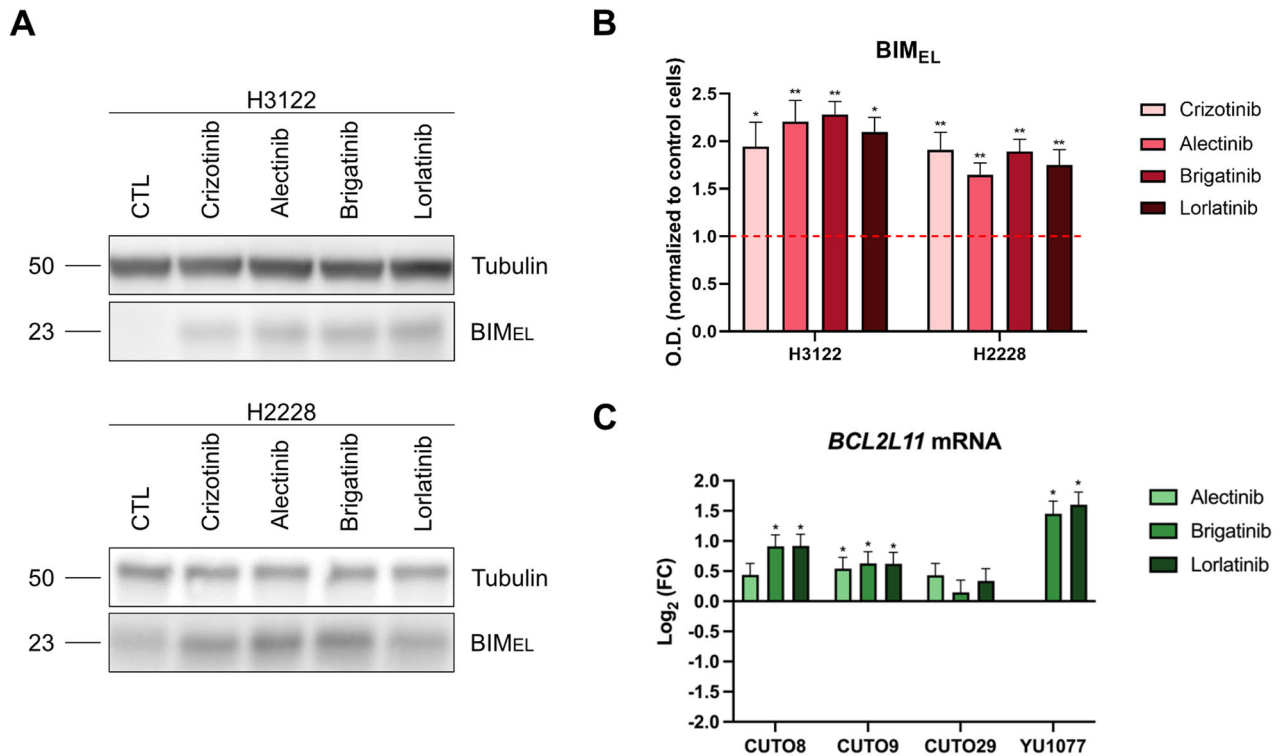 A
H3122
CTL
Crizotinib
Alectinib
Brigatinib
Lorlatinib
50
Tubulin
23
BIMEL
H2228
CTL
Crizotinib
Alectinib
Brigatinib
Lorlatinib
50
Tubulin
23
BIMEL
B
BIMEL
O.D. (normalized to control cells)
2.5
2.0
1.5
1.0
0.5
0.0
* ** ** * ** ** ** **
H3122 H2228
Crizotinib
Alectinib
Brigatinib
Lorlatinib
C
BCL2L11 mRNA
Log2 (FC)
2.0
1.5
1.0
0.5
0.0
-0.5
-1.0
-1.5
-2.0
* * * * * * *
CUTO8 CUTO9 CUTO29 YU1077
Alectinib
Brigatinib
Lorlatinib